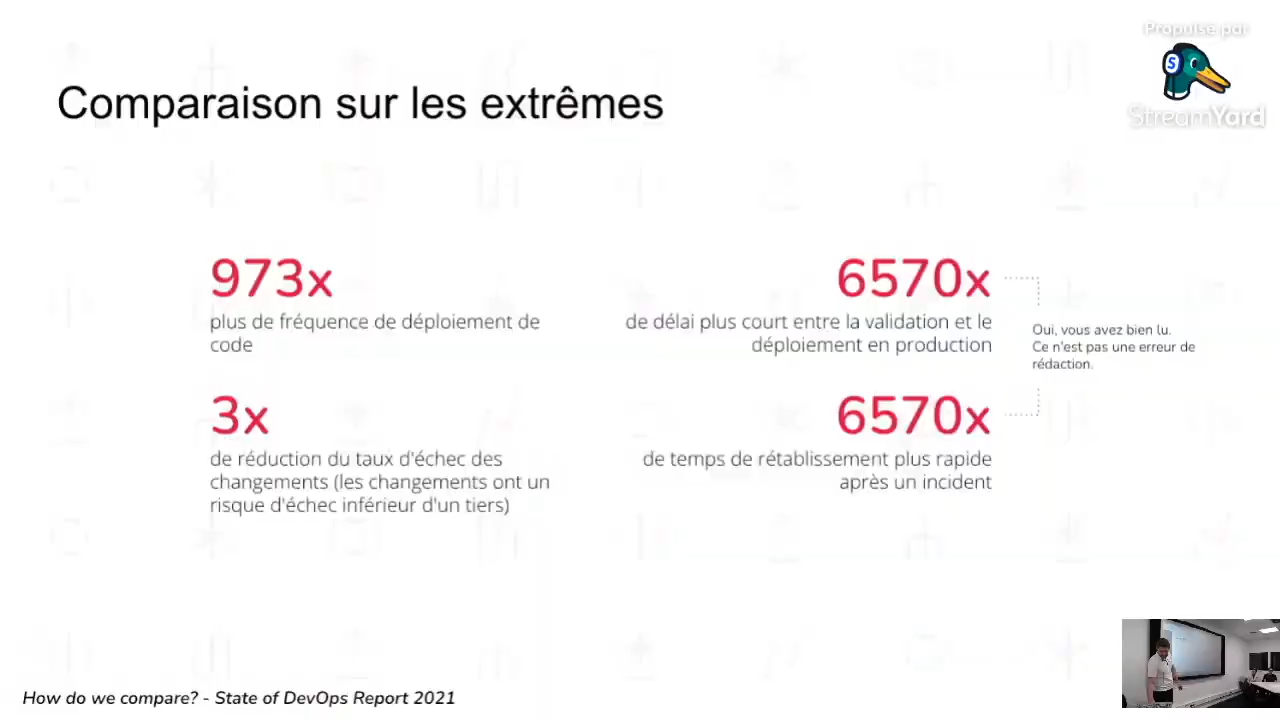 Propulsé par
StreamYard
Comparaison sur les extrêmes
973x
plus de fréquence de déploiement de
code
6570x
de délai plus court entre la validation et le
déploiement en production
Oui, vous avez bien lu.
Ce n'est pas une erreur de
rédaction.
3x
de réduction du taux d'échec des
changements (les changements ont un
risque d'échec inférieur d'un tiers)
6570x
de temps de rétablissement plus rapide
après un incident
How do we compare? - State of DevOps Report 2021